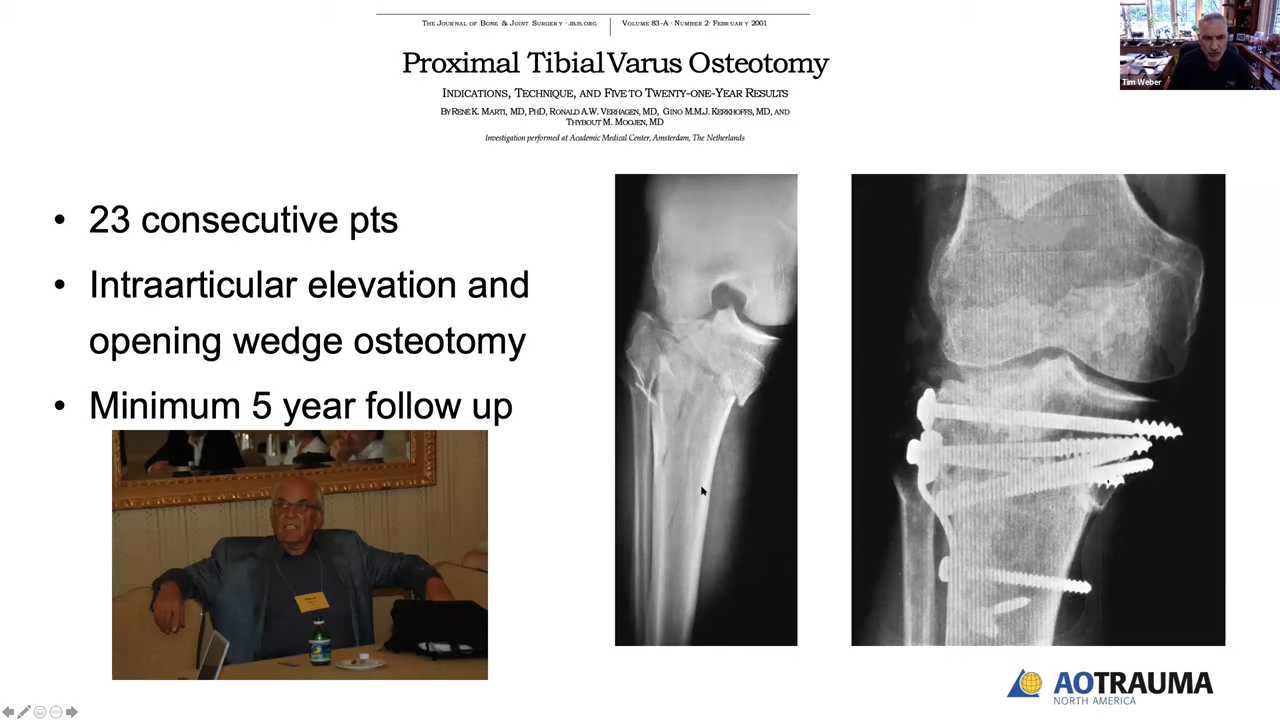 THE JOURNAL OF BONE & JOINT SURGERY · JBJS.ORG
VOLUME 83-A · NUMBER 2 · FEBRUARY 2001
Proximal Tibial Varus Osteotomy
INDICATIONS, TECHNIQUE, AND FIVE TO TWENTY-ONE-YEAR RESULTS
BY RENÉ K. MARTI, MD, PHD, RONALD A.W. VERHAGEN, MD, GINO M.M.J. KERKHOFFS, MD, AND
THYBOUT M. MOOJEN, MD
Investigation performed at Academic Medical Center, Amsterdam, The Netherlands
Tim Weber
• 23 consecutive pts
• Intraarticular elevation and
opening wedge osteotomy
• Minimum 5 year follow up
AOTRAUMA
NORTH AMERICA